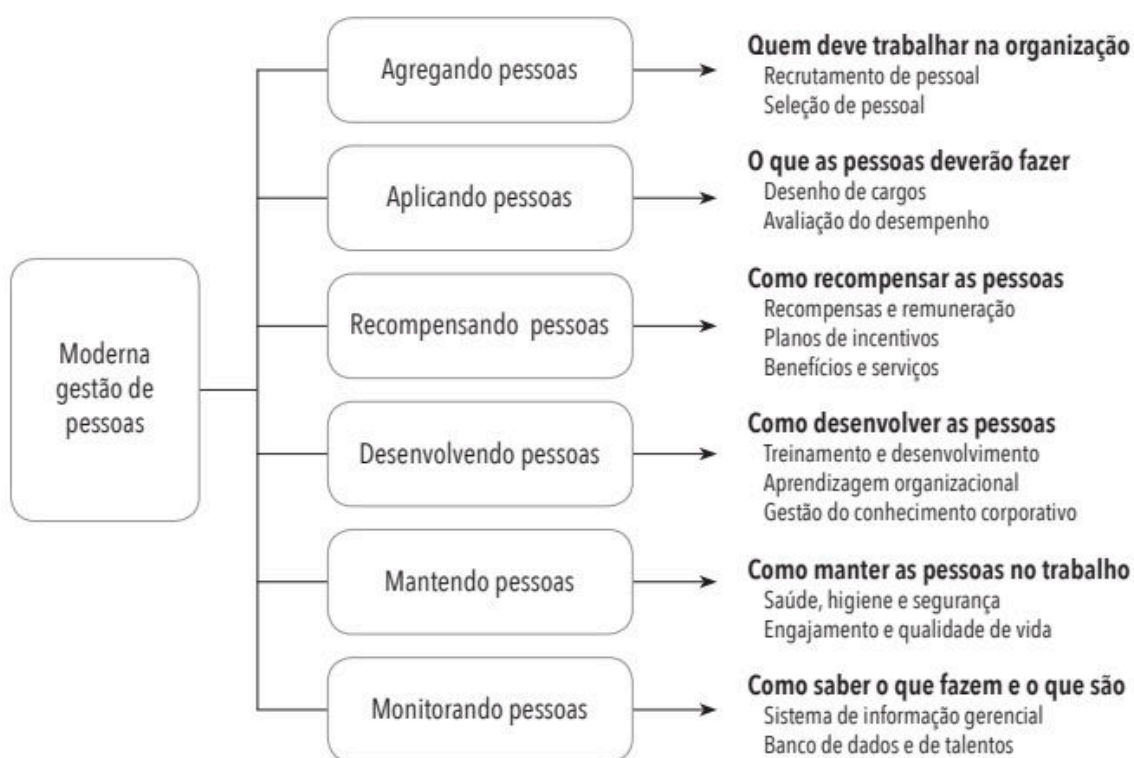 Moderna
gestão de
pessoas
Agregando pessoas
Quem deve trabalhar na organização
Recrutamento de pessoal
Seleção de pessoal
Aplicando pessoas
O que as pessoas deverão fazer
Desenho de cargos
Avaliação do desempenho
Recompensando pessoas
Como recompensar as pessoas
Recompensas e remuneração
Planos de incentivos
Benefícios e serviços
Desenvolvendo pessoas
Como desenvolver as pessoas
Treinamento e desenvolvimento
Aprendizagem organizacional
Gestão do conhecimento corporativo
Mantendo pessoas
Como manter as pessoas no trabalho
Saúde, higiene e segurança
Engajamento e qualidade de vida
Monitorando pessoas
Como saber o que fazem e o que são
Sistema de informação gerencial
Banco de dados e de talentos